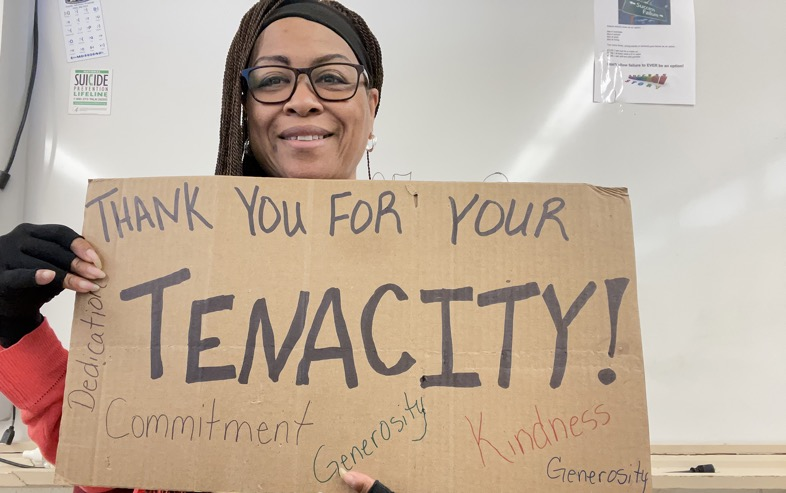 SUICIDE
PREVENTION
LIFELINE
THANK YOU FOR YOUR
TENACITY!
Dedication
Commitment
Generosity
Kindness
Generosity